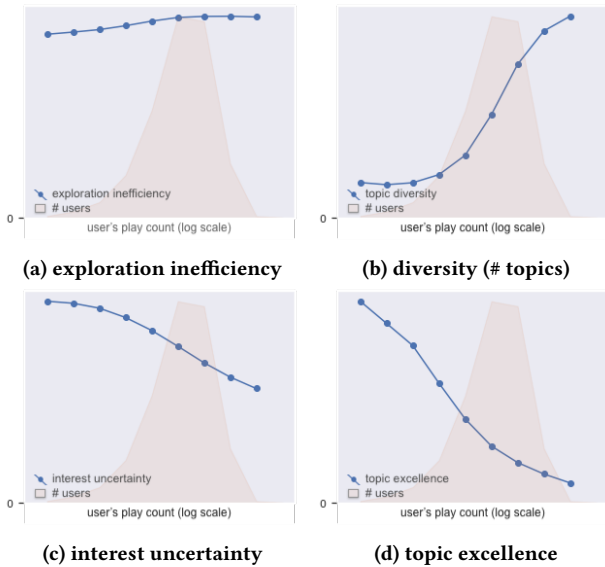 exploration inefficiency
# users
0
user's play count (log scale)
(a) exploration inefficiency
topic diversity
# users
0
user's play count (log scale)
(b) diversity (# topics)
interest uncertainty
# users
0
user's play count (log scale)
(c) interest uncertainty
topic excellence
# users
0
user's play count (log scale)
(d) topic excellence